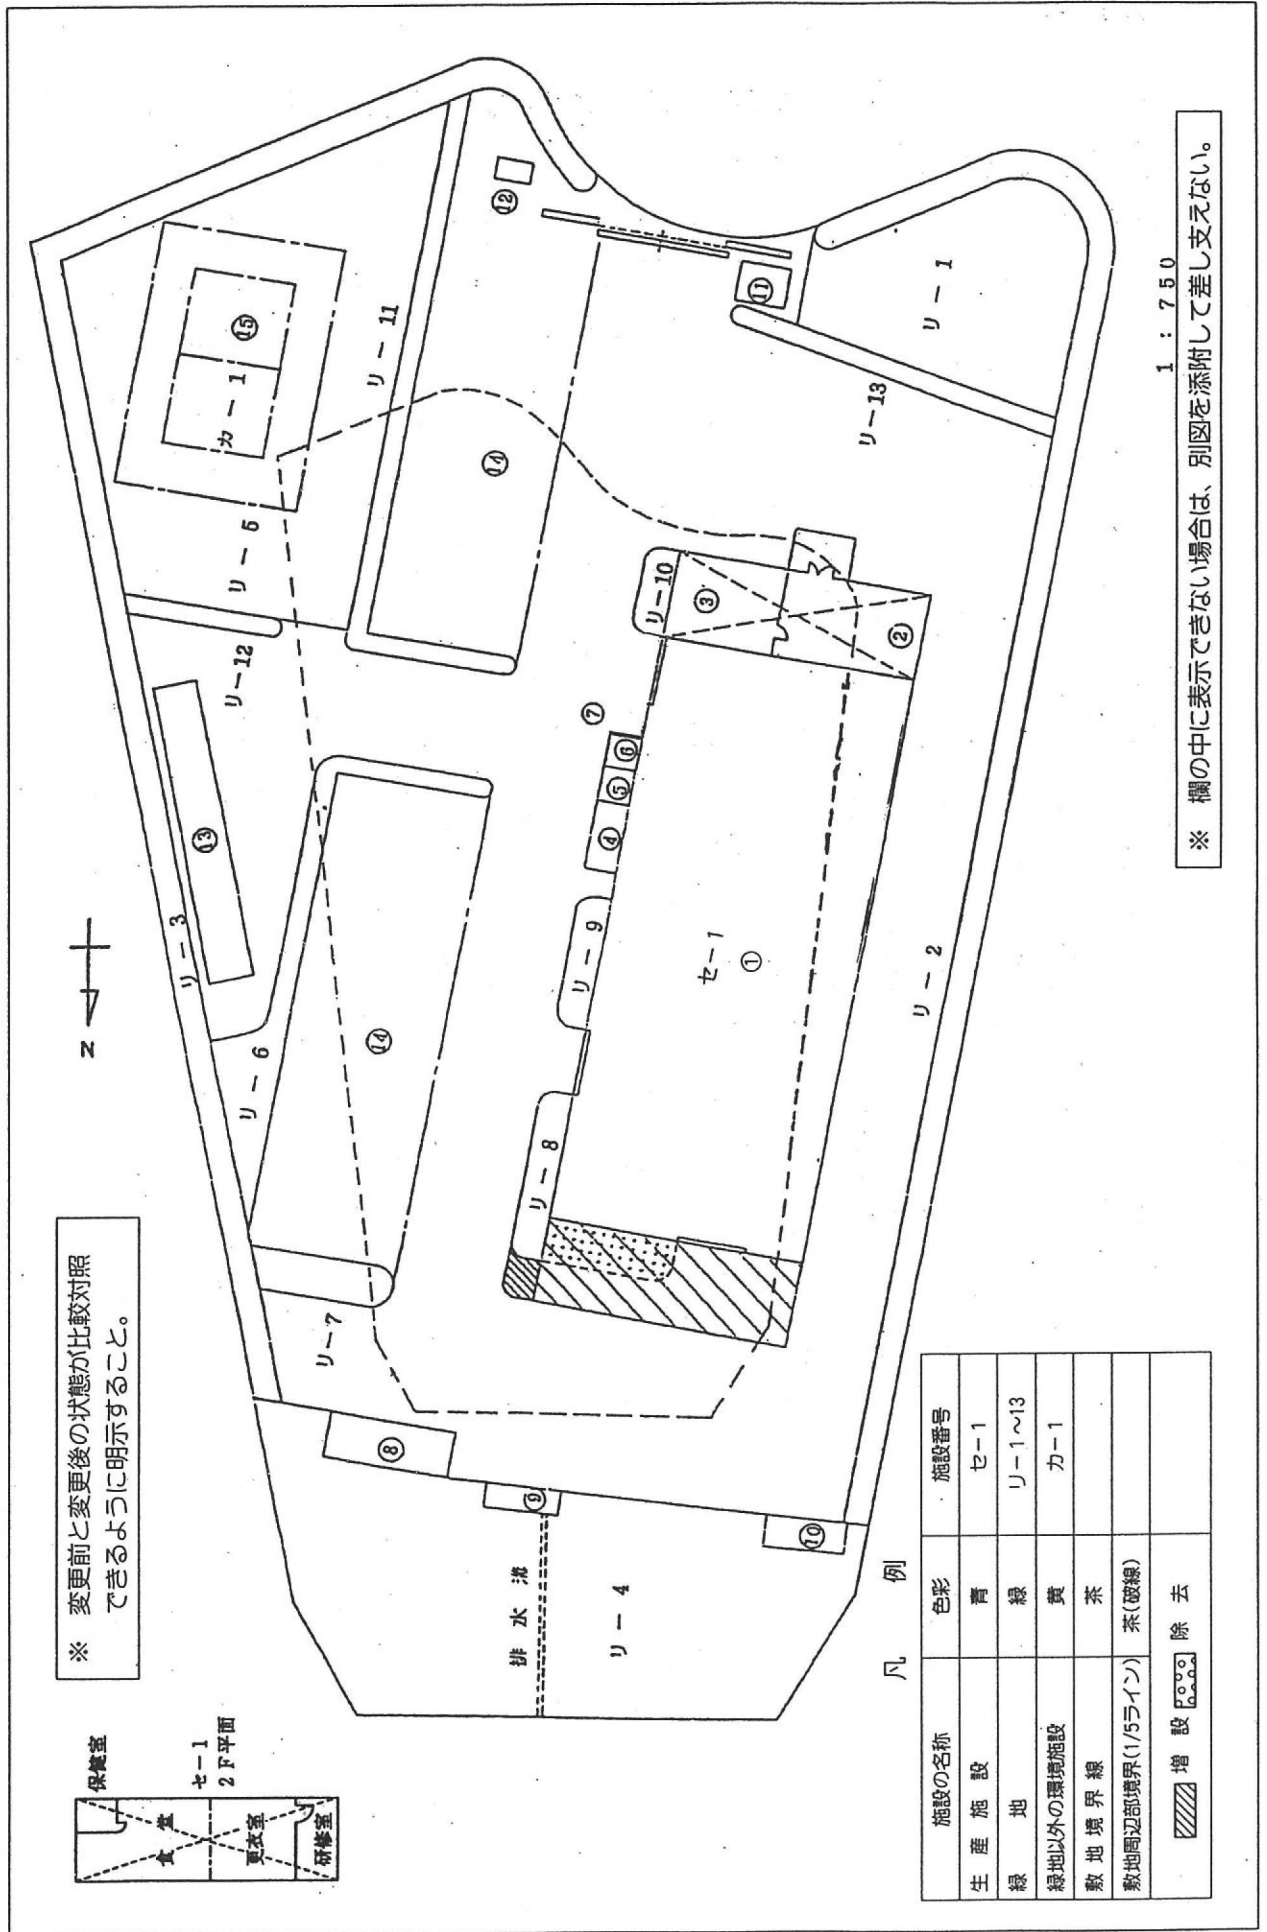 ※ 変更前と変更後の状態が比較対照
できるように明示すること。
N
保健室
セ－1
2F平面
食堂
更衣室
研修室
カ－1
⑮
リ－11
リ－5
リ－12
⑬
リ－3
リ－6
⑭
⑭
リ－7
⑧
⑨
⑩
排水溝
リ－4
⑫
⑪
リ－1
リ－13
リ－10
③
②
⑦
⑥
⑤
④
リ－9
リ－8
セ－1
①
リ－2
凡例
施設の名称 色彩 施設番号
生産施設 青 セ－1
緑地 緑 リ－1～13
緑地以外の環境施設 黄 カ－1
敷地境界線 茶
敷地周辺部境界(1/5ライン) 茶(破線)
増設 除去
1：750
※ 欄の中に表示できない場合は、別図を添附して差し支えない。